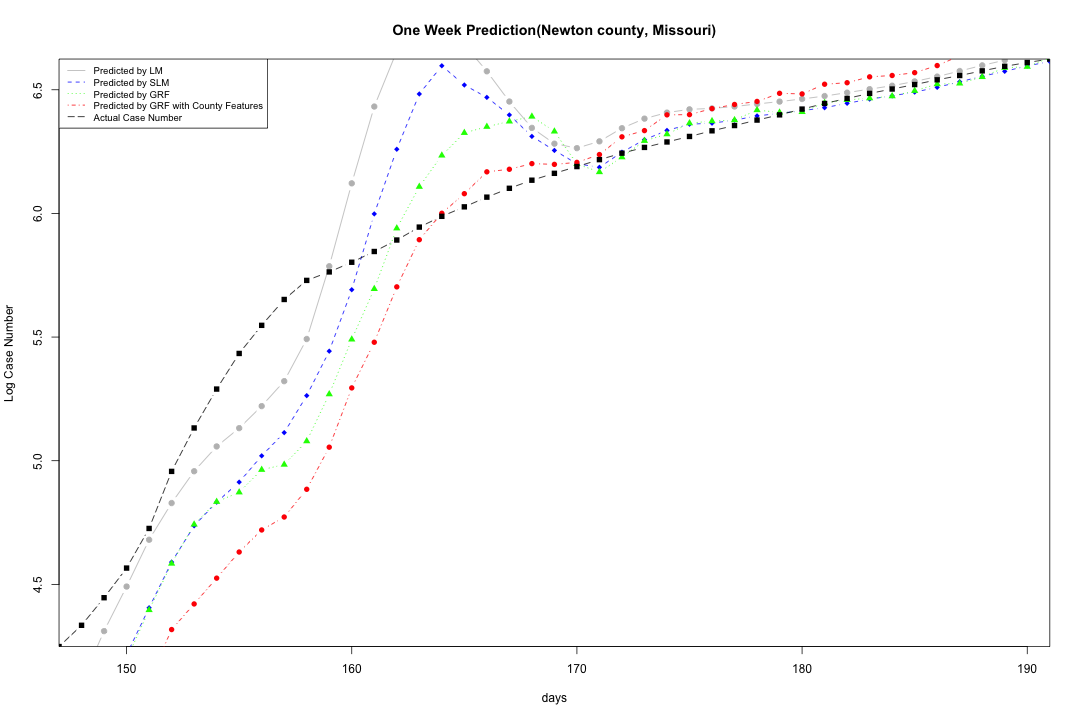 One Week Prediction(Newton county, Missouri)
Predicted by LM
Predicted by SLM
Predicted by GRF
Predicted by GRF with County Features
Actual Case Number
6.5
6.0
5.5
5.0
4.5
Log Case Number
150 160 170 180 190
days